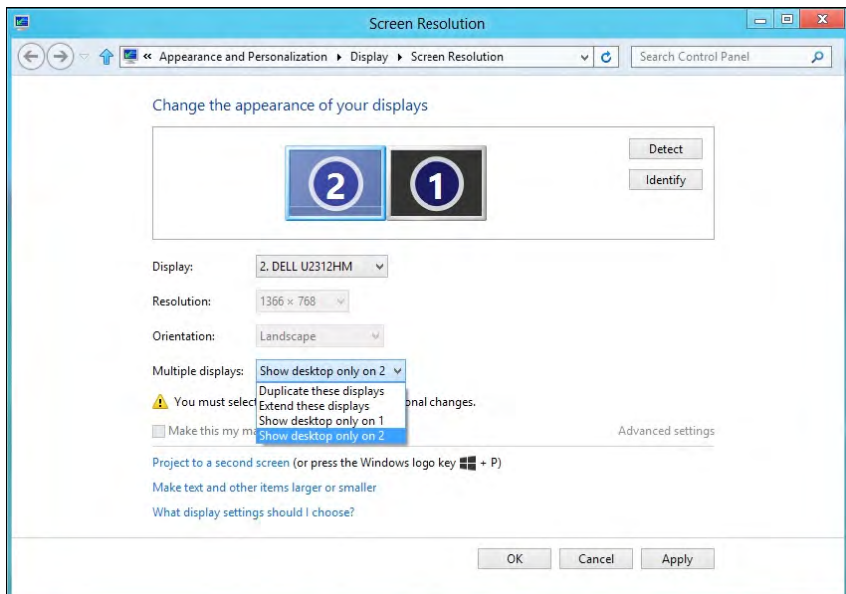 Screen Resolution
« Appearance and Personalization ▸ Display ▸ Screen Resolution
Search Control Panel
Change the appearance of your displays
2
1
Detect
Identify
Display: 2. DELL U2312HM
Resolution: 1366 × 768
Orientation: Landscape
Multiple displays: Show desktop only on 2
Duplicate these displays
Extend these displays
Show desktop only on 1
Show desktop only on 2
You must selec
onal changes.
Make this my m
Advanced settings
Project to a second screen (or press the Windows logo key + P)
Make text and other items larger or smaller
What display settings should I choose?
OK Cancel Apply